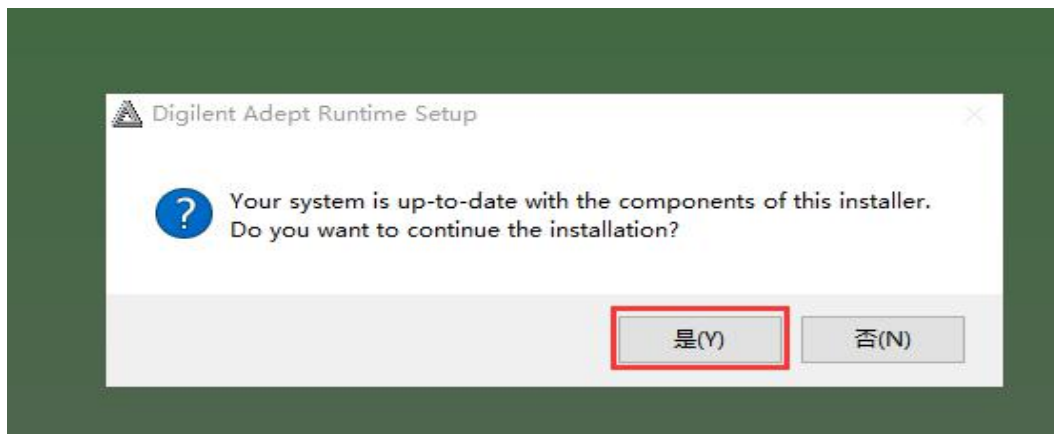 Digilent Adept Runtime Setup
Your system is up-to-date with the components of this installer.
Do you want to continue the installation?
是(Y)
否(N)